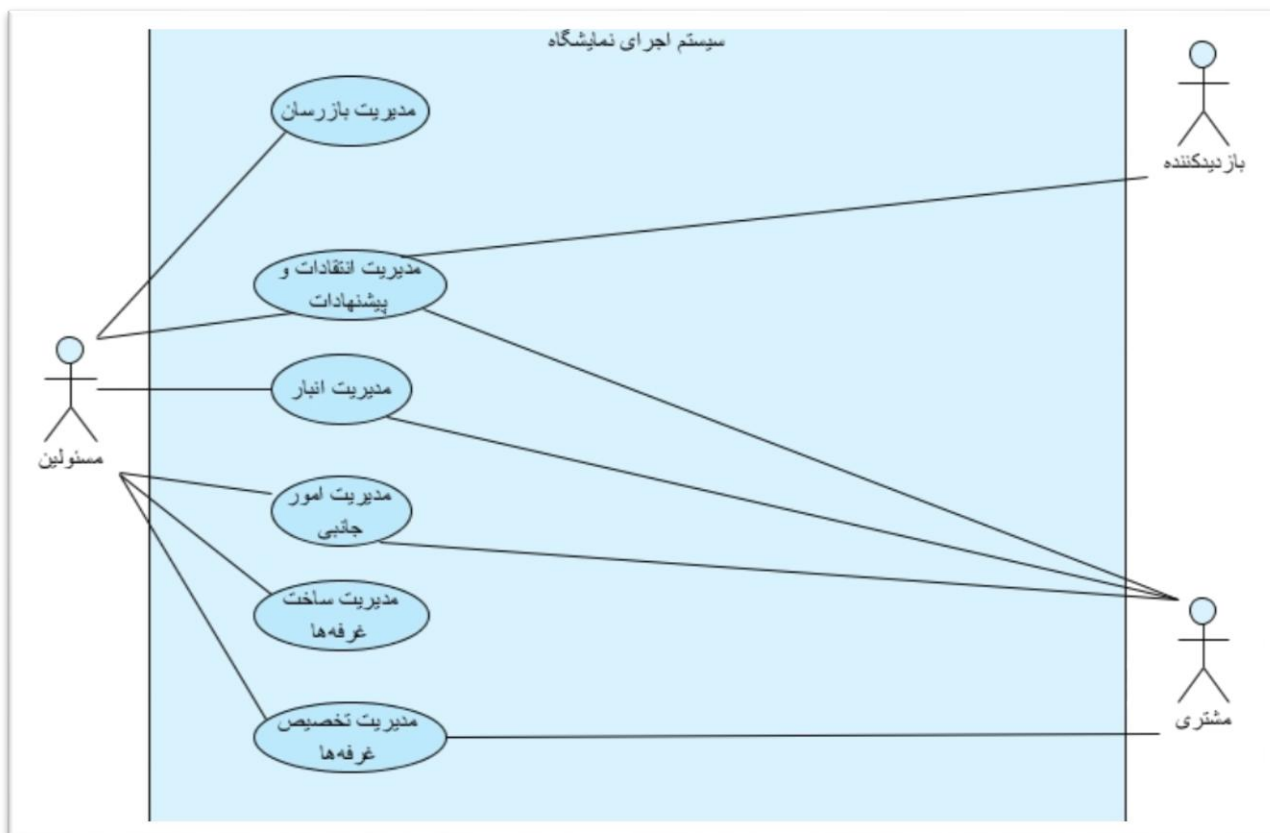 سیستم اجرای نمایشگاه
مدیریت بازرسان
بازدیدکننده
مدیریت انتقادات و
پیشنهادات
مدیریت انبار
مسئولین
مدیریت امور
جانبی
مدیریت ساخت
غرفه‌ها
مشتری
مدیریت تخصیص
غرفه‌ها